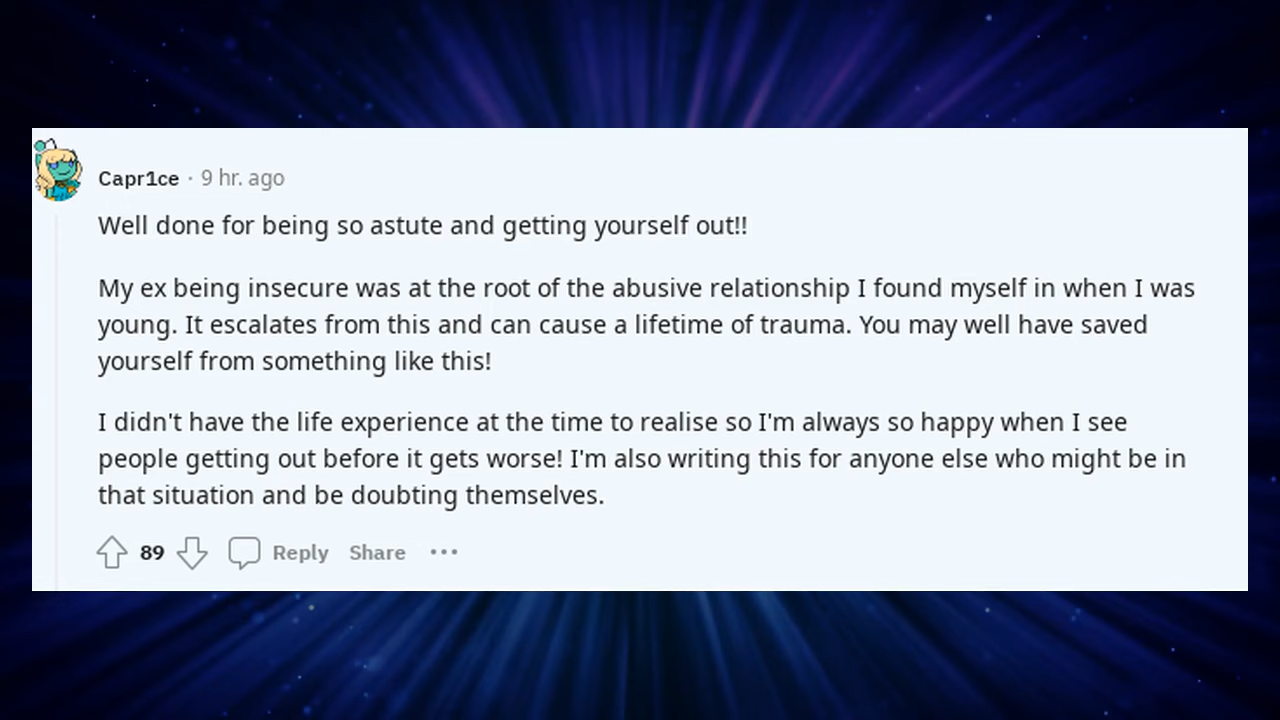 Capr1ce · 9 hr. ago
Well done for being so astute and getting yourself out!!
My ex being insecure was at the root of the abusive relationship I found myself in when I was
young. It escalates from this and can cause a lifetime of trauma. You may well have saved
yourself from something like this!
I didn't have the life experience at the time to realise so I'm always so happy when I see
people getting out before it gets worse! I'm also writing this for anyone else who might be in
that situation and be doubting themselves.
89 Reply Share ···